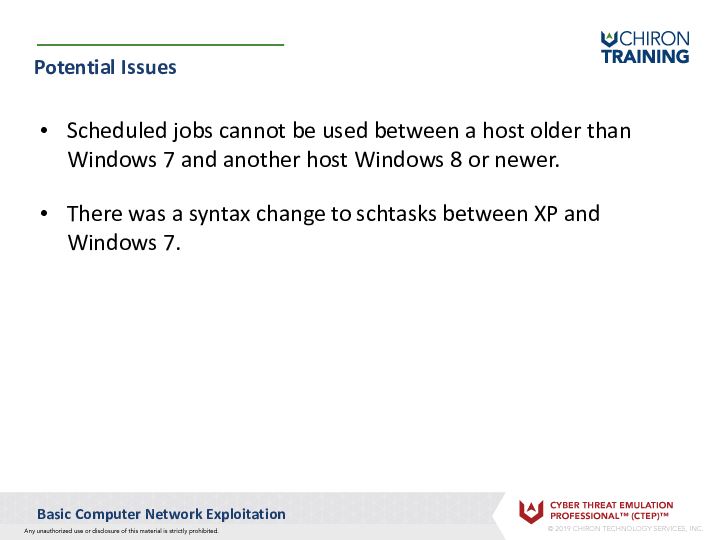 CHIRON
TRAINING
Potential Issues
• Scheduled jobs cannot be used between a host older than
Windows 7 and another host Windows 8 or newer.
• There was a syntax change to schtasks between XP and
Windows 7.
Basic Computer Network Exploitation
Any unauthorized use or disclosure of this material is strictly prohibited.
CYBER THREAT EMULATION
PROFESSIONAL™ (CTEP)™
© 2019 CHIRON TECHNOLOGY SERVICES, INC.